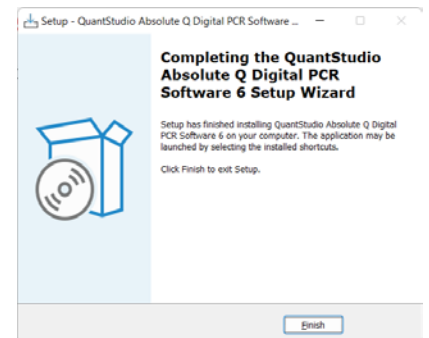 Setup - QuantStudio Absolute Q Digital PCR Software ...
Completing the QuantStudio
Absolute Q Digital PCR
Software 6 Setup Wizard
Setup has finished installing QuantStudio Absolute Q Digital
PCR Software 6 on your computer. The application may be
launched by selecting the installed shortcuts.
Click Finish to exit Setup.
Finish